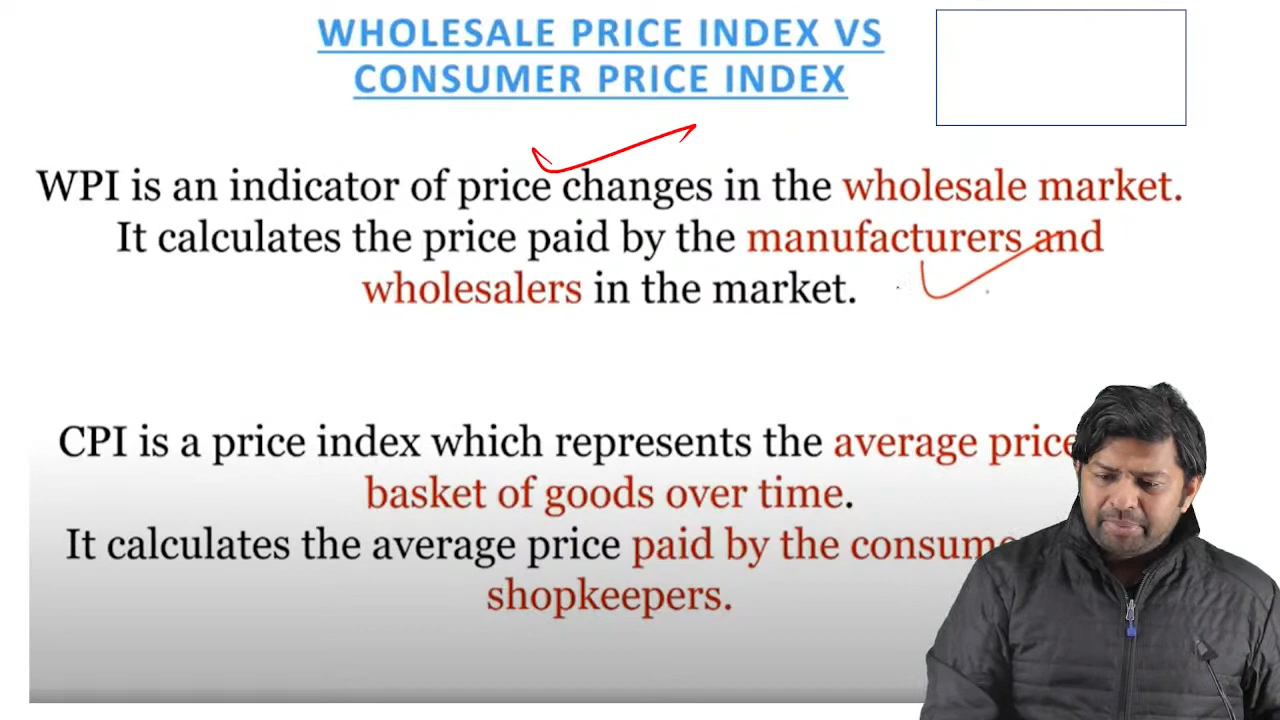 WHOLESALE PRICE INDEX VS
CONSUMER PRICE INDEX
WPI is an indicator of price changes in the wholesale market.
It calculates the price paid by the manufacturers and
wholesalers in the market.
CPI is a price index which represents the average price
basket of goods over time.
It calculates the average price paid by the
shopkeepers.